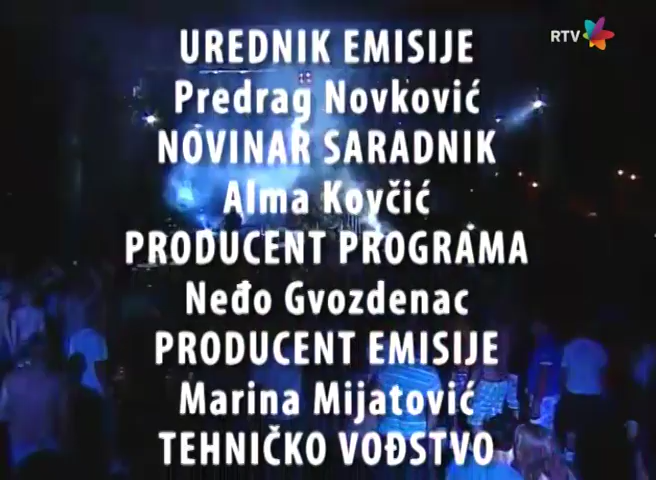 RTV
UREDNIK EMISIJE
Predrag Novković
NOVINAR SARADNIK
Alma Kovčić
PRODUCENT PROGRAMA
Neđo Gvozdenac
PRODUCENT EMISIJE
Marina Mijatović
TEHNIČKO VOĐSTVO